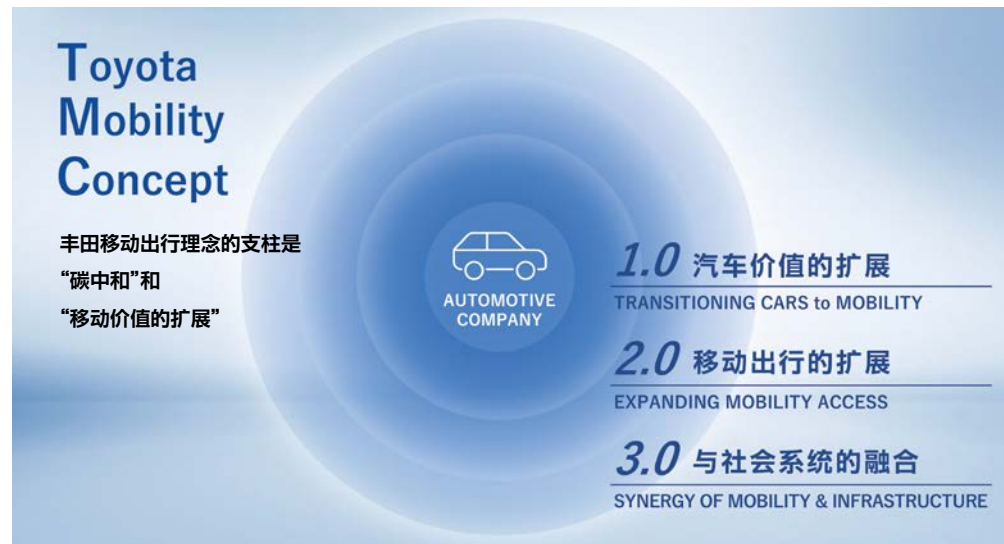 Toyota
Mobility
Concept
丰田移动出行理念的支柱是
“碳中和”和
“移动价值的扩展”
AUTOMOTIVE
COMPANY
1.0 汽车价值的扩展
TRANSITIONING CARS to MOBILITY
2.0 移动出行的扩展
EXPANDING MOBILITY ACCESS
3.0 与社会系统的融合
SYNERGY OF MOBILITY & INFRASTRUCTURE